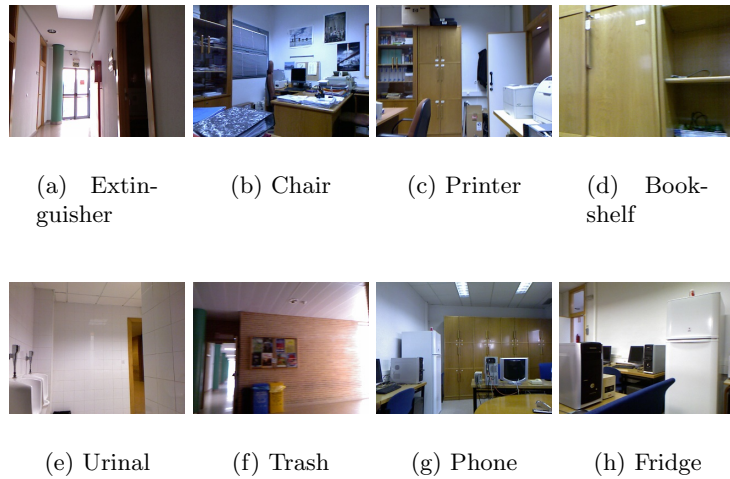 (a) Extin-
guisher
(b) Chair
(c) Printer
(d) Book-
shelf
(e) Urinal
(f) Trash
(g) Phone
(h) Fridge